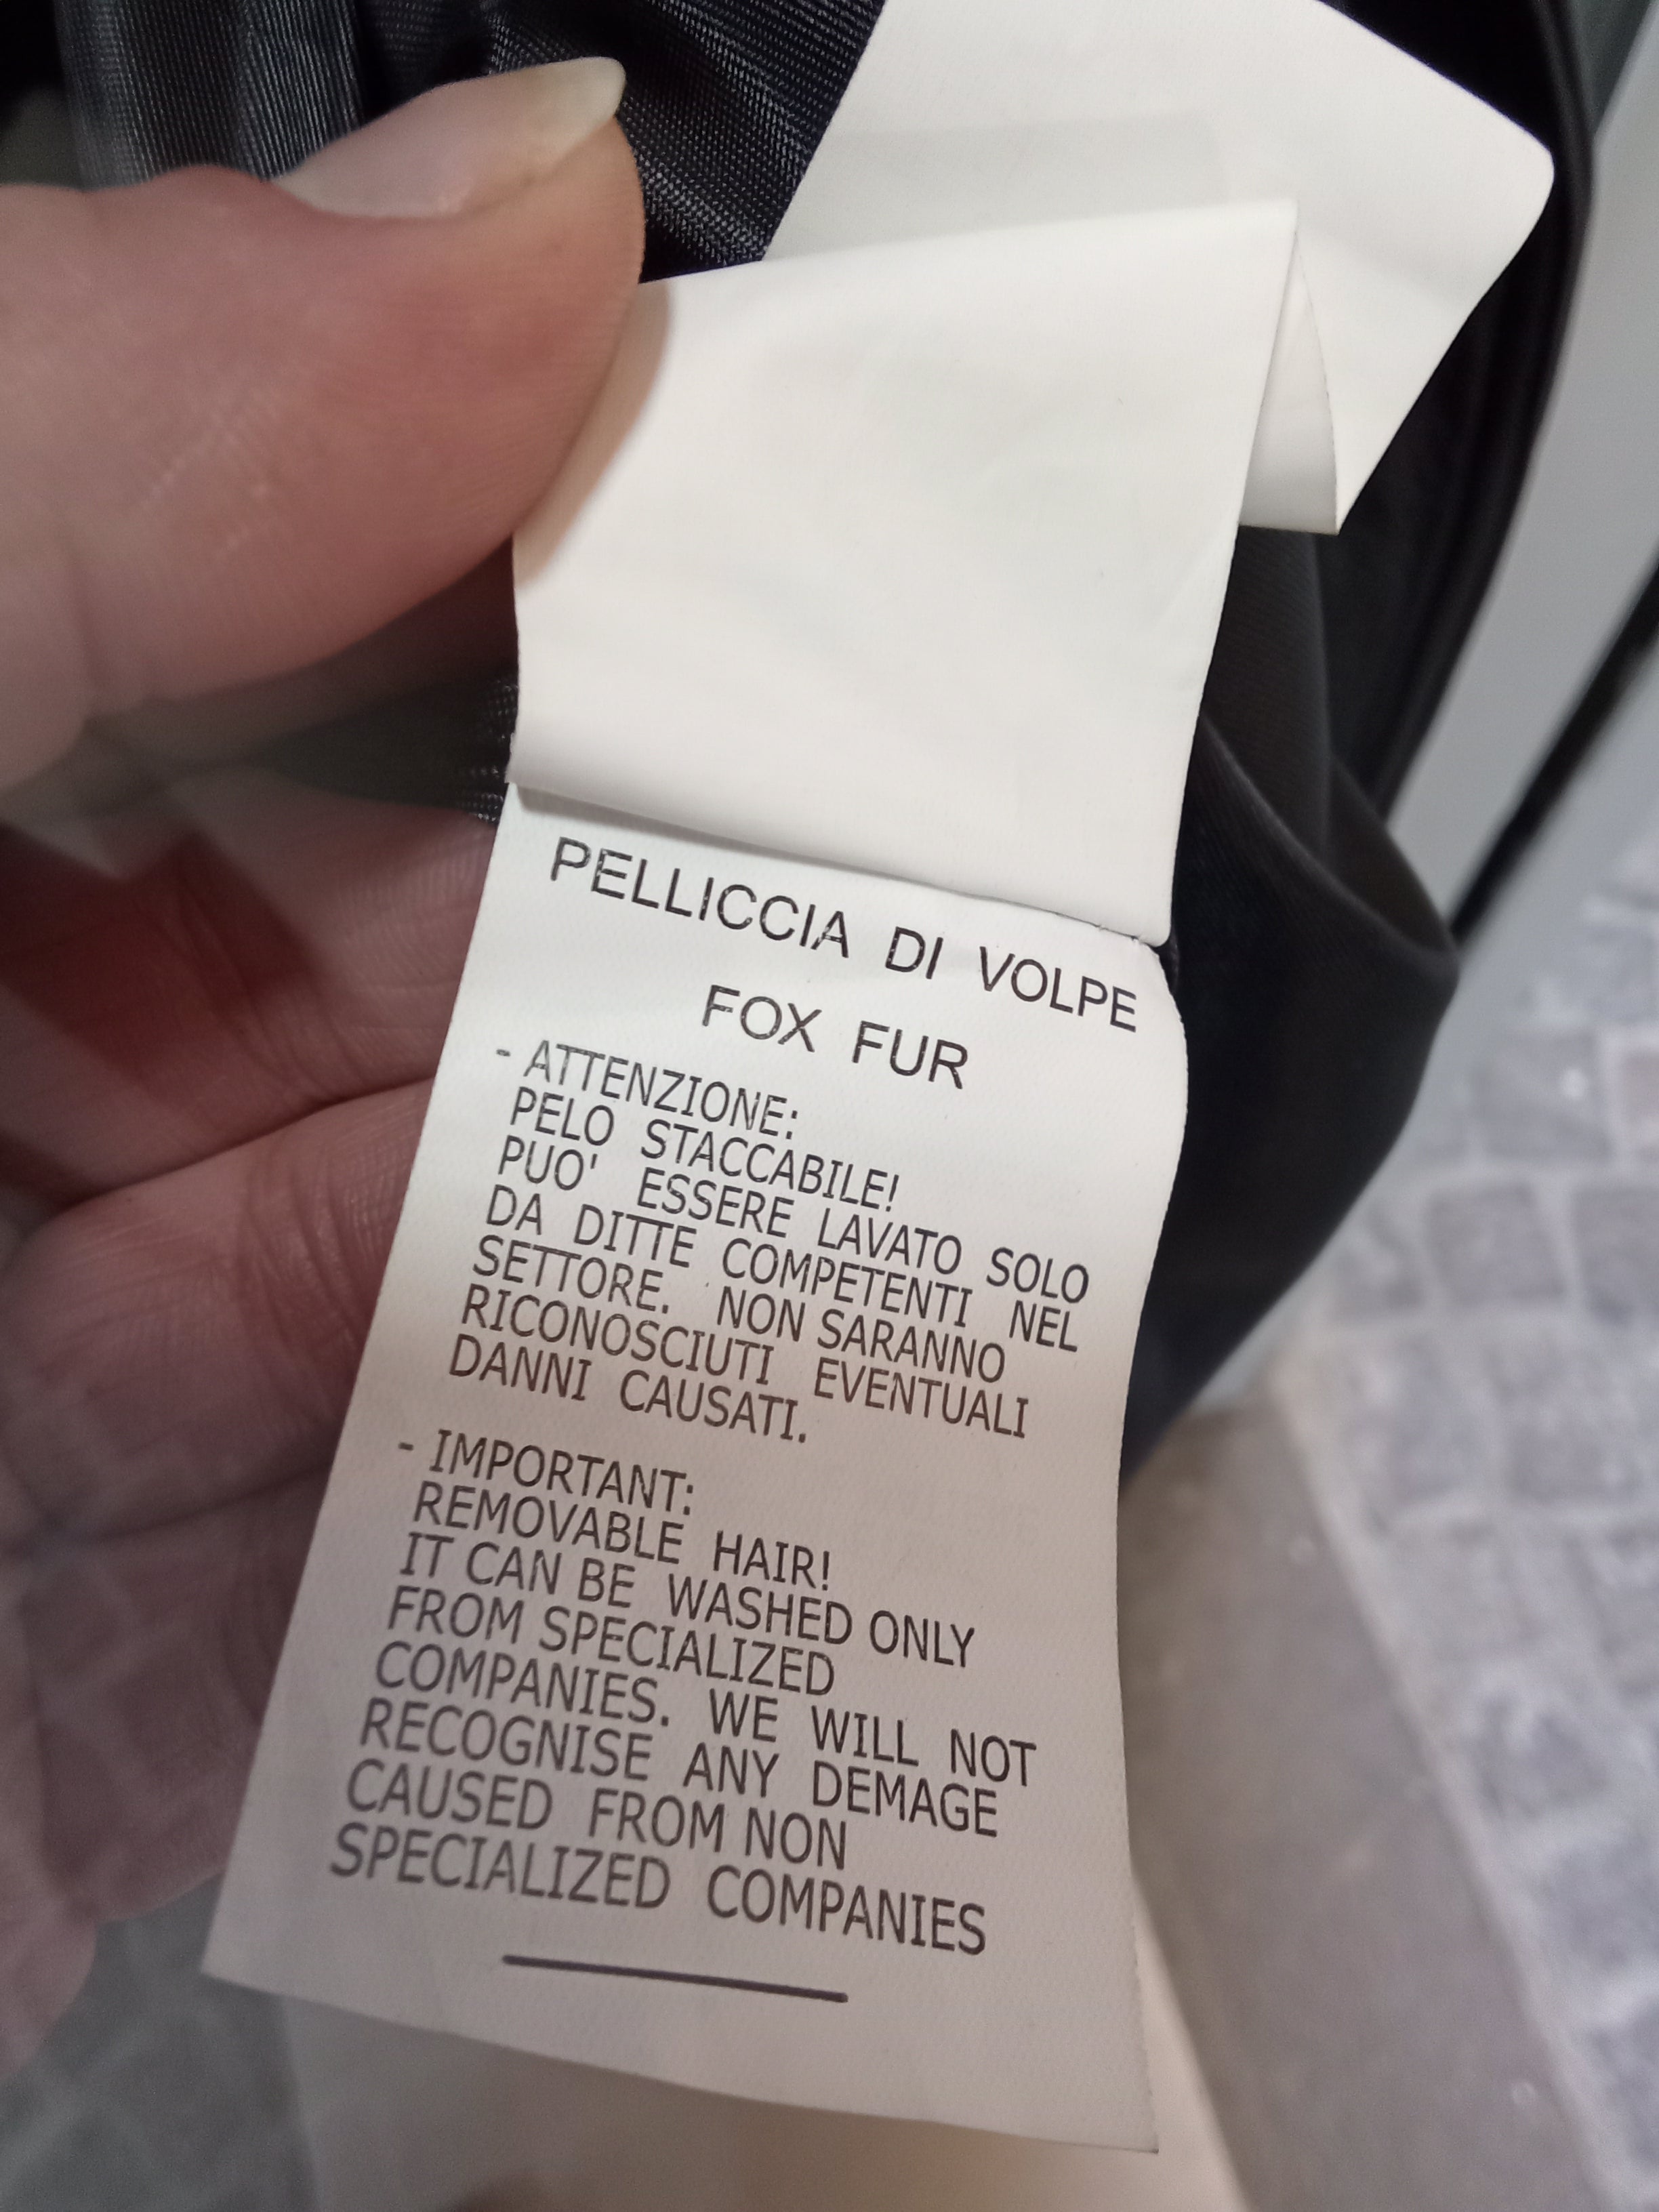 PELLICCIA DI VOLPE
FOX FUR
- ATTENZIONE:
PELO STACCABILE!
PUO' ESSERE LAVATO SOLO
DA DITTE COMPETENTI NEL
SETTORE. NON SARANNO
RICONOSCIUTI EVENTUALI
DANNI CAUSATI.
- IMPORTANT:
REMOVABLE HAIR!
IT CAN BE WASHED ONLY
FROM SPECIALIZED
COMPANIES. WE WILL NOT
RECOGNISE ANY DEMAGE
CAUSED FROM NON
SPECIALIZED COMPANIES